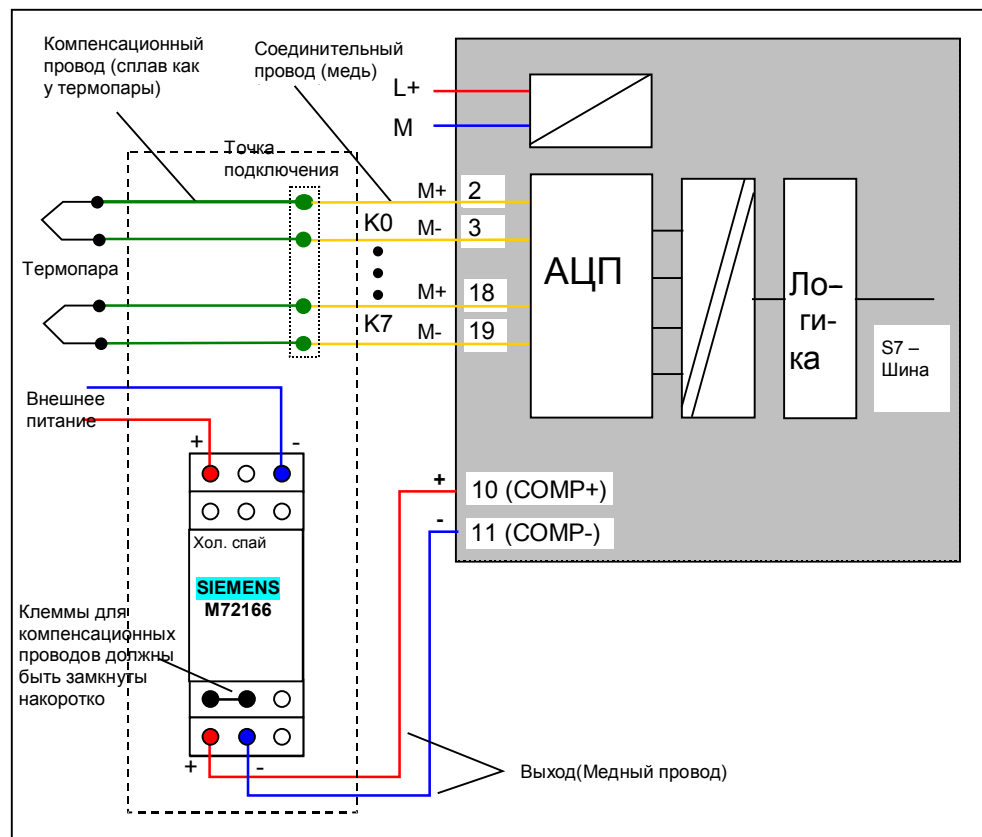 Компенсационный
провод (сплав как
у термопары)
Соединительный
провод (медь)
L+
M
Точка
подключения
M+
2
K0
M-
3
Термопара
M+
18
K7
M-
19
АЦП
Ло–
ги-
ка
S7 –
Шина
Внешнее
питание
+
-
+
10 (COMP+)
-
11 (COMP-)
Хол. спай
SIEMENS
M72166
Клеммы для
компенсационных
проводов должны
быть замкнуты
накоротко
+
-
Выход(Медный провод)